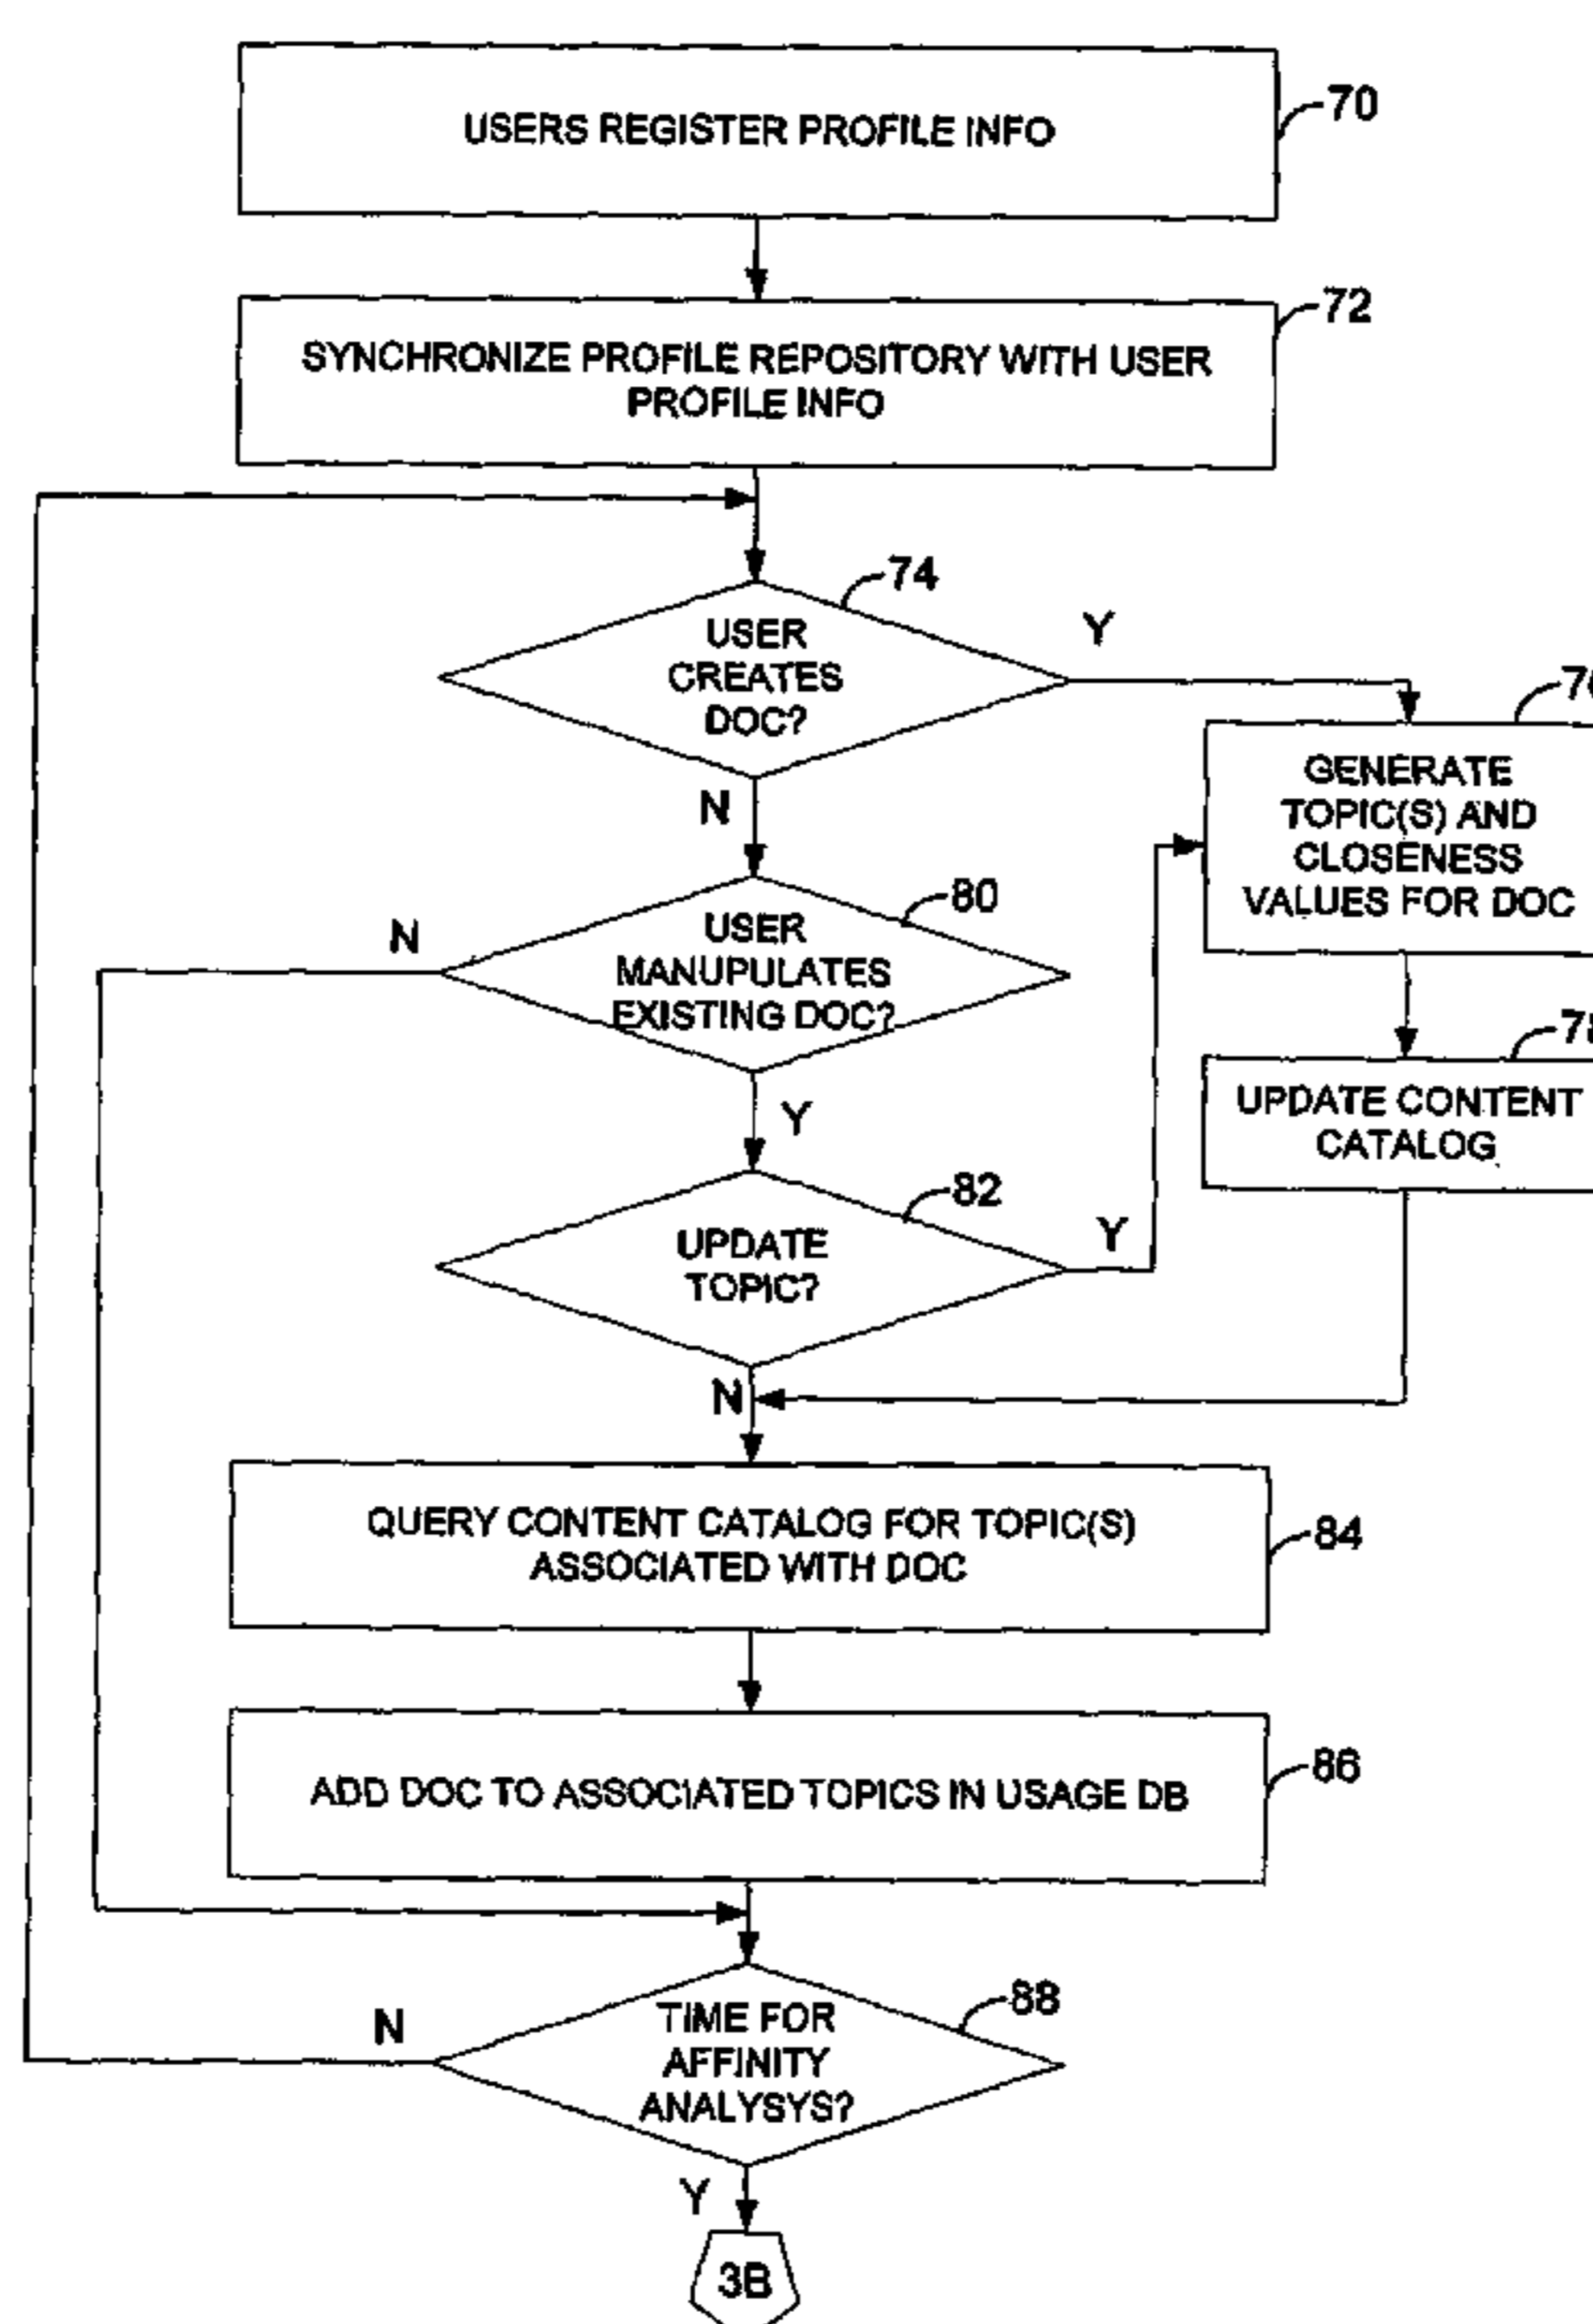 USERS REGISTER PROFILE INFO
70
SYNCHRONIZE PROFILE REPOSITORY WITH USER
PROFILE INFO
72
USER
CREATES
DOC?
74
Y
N
GENERATE
TOPIC(S) AND
CLOSENESS
VALUES FOR DOC
USER
MANUPULATES
EXISTING DOC?
80
N
Y
UPDATE CONTENT
CATALOG
UPDATE
TOPIC?
82
Y
N
QUERY CONTENT CATALOG FOR TOPIC(S)
ASSOCIATED WITH DOC
84
ADD DOC TO ASSOCIATED TOPICS IN USAGE DB
86
TIME FOR
AFFINITY
ANALYSYS?
88
N
Y
3B